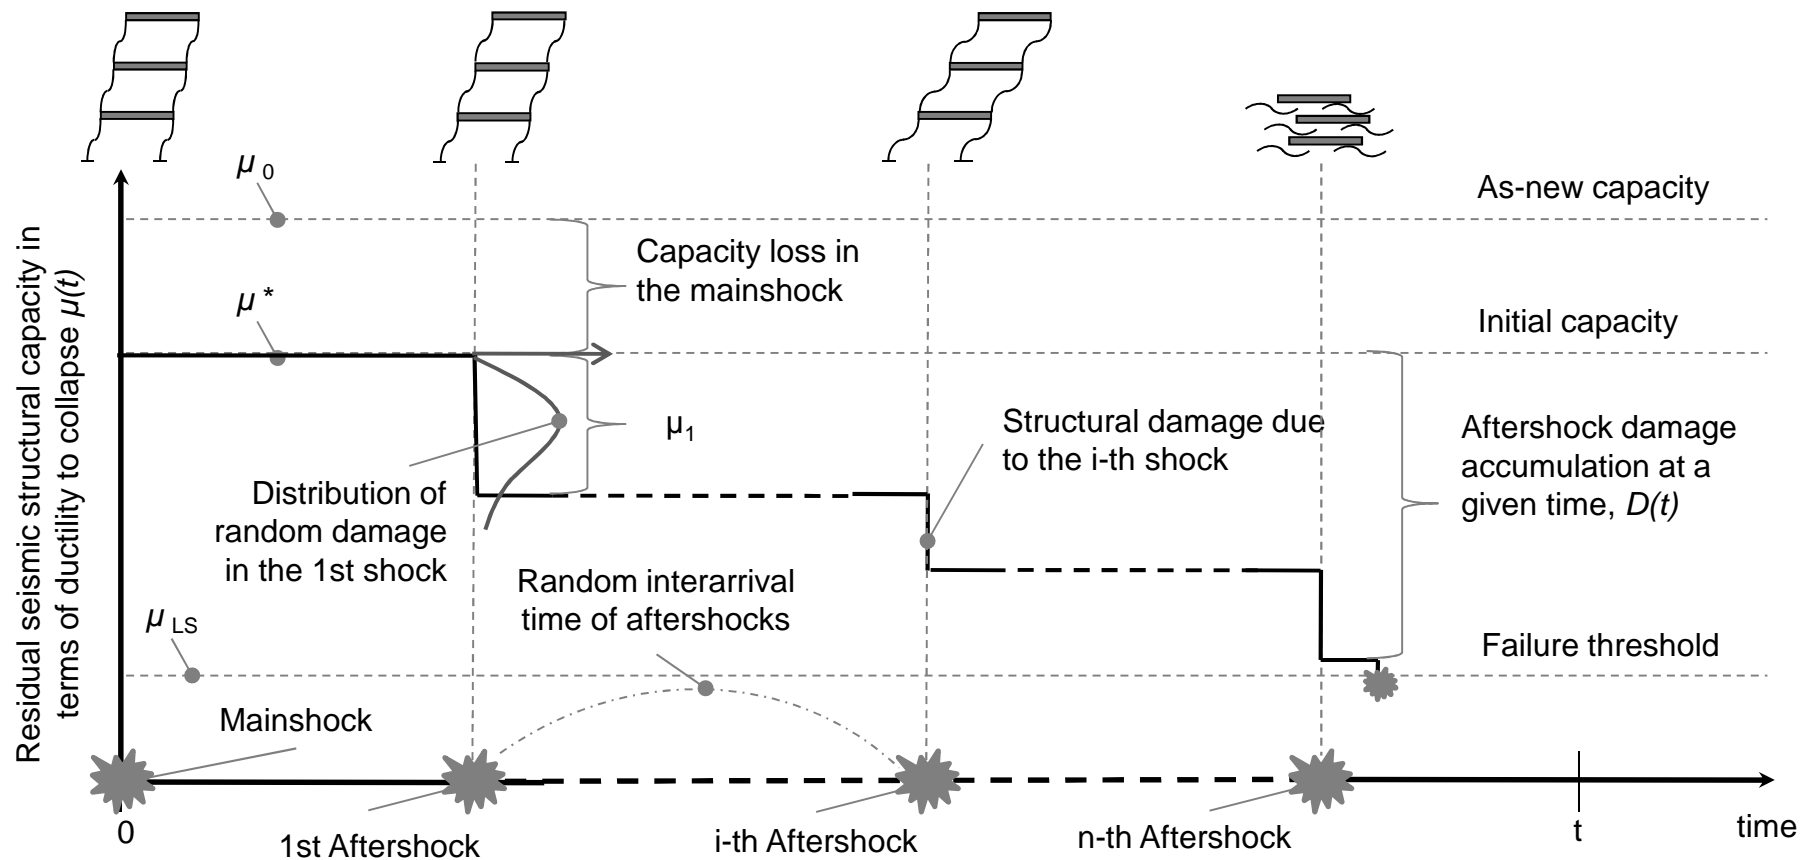 μ 0
As-new capacity
Capacity loss in
the mainshock
μ *
Initial capacity
Residual seismic structural capacity in
terms of ductility to collapse μ(t)
μ1
Structural damage due
to the i-th shock
Aftershock damage
accumulation at a
given time, D(t)
Distribution of
random damage
in the 1st shock
Random interarrival
time of aftershocks
μ LS
Failure threshold
Mainshock
0
1st Aftershock
i-th Aftershock
n-th Aftershock
t
time